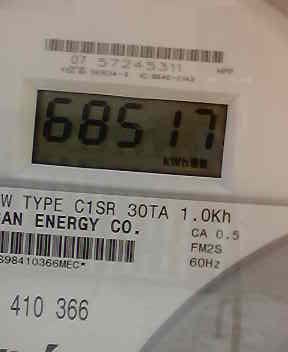 07 57245311
68517
kWh
W TYPE C1SR 30TA 1.0Kh
AN ENERGY CO.
CA 0.5
FM2S
S98410366MEC*
60Hz
410 366